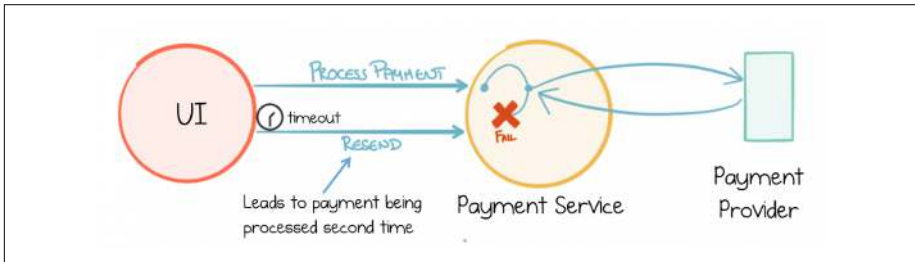 PROCESS PAYMENT
UI
timeout
FAIL
RESEND
Leads to payment being
processed second time
Payment Service
Payment
Provider